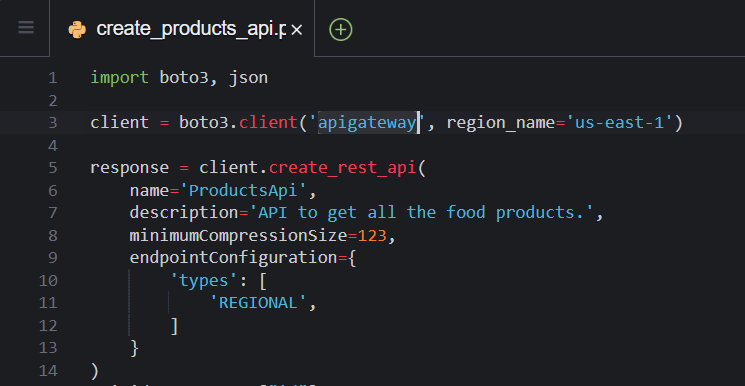 create_products_api.p
1 import boto3, json
2
3 client = boto3.client('apigateway', region_name='us-east-1')
4
5 response = client.create_rest_api(
6     name='ProductsApi',
7     description='API to get all the food products.',
8     minimumCompressionSize=123,
9     endpointConfiguration={
10         'types': [
11             'REGIONAL',
12         ]
13     }
14 )